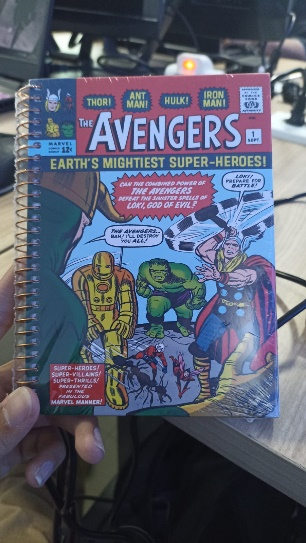 THOR!
ANT
MAN!
HULK!
IRON
MAN!
THE AVENGERS
MARVEL
12¢
1
SEPT.
EARTH'S MIGHTIEST SUPER-HEROES!
CAN THE COMBINED POWER OF
THE AVENGERS
DEFEAT THE SINISTER SPELLS OF
LOKI, GOD OF EVIL?
LOKI!
PREPARE FOR
BATTLE!
THE AVENGERS..
BAH! I'LL DESTROY
YOU ALL!
SUPER-HEROES!
SUPER-VILLAINS!
SUPER-THRILLS!
PRESENTED
IN THE
FABULOUS
MARVEL MANNER!